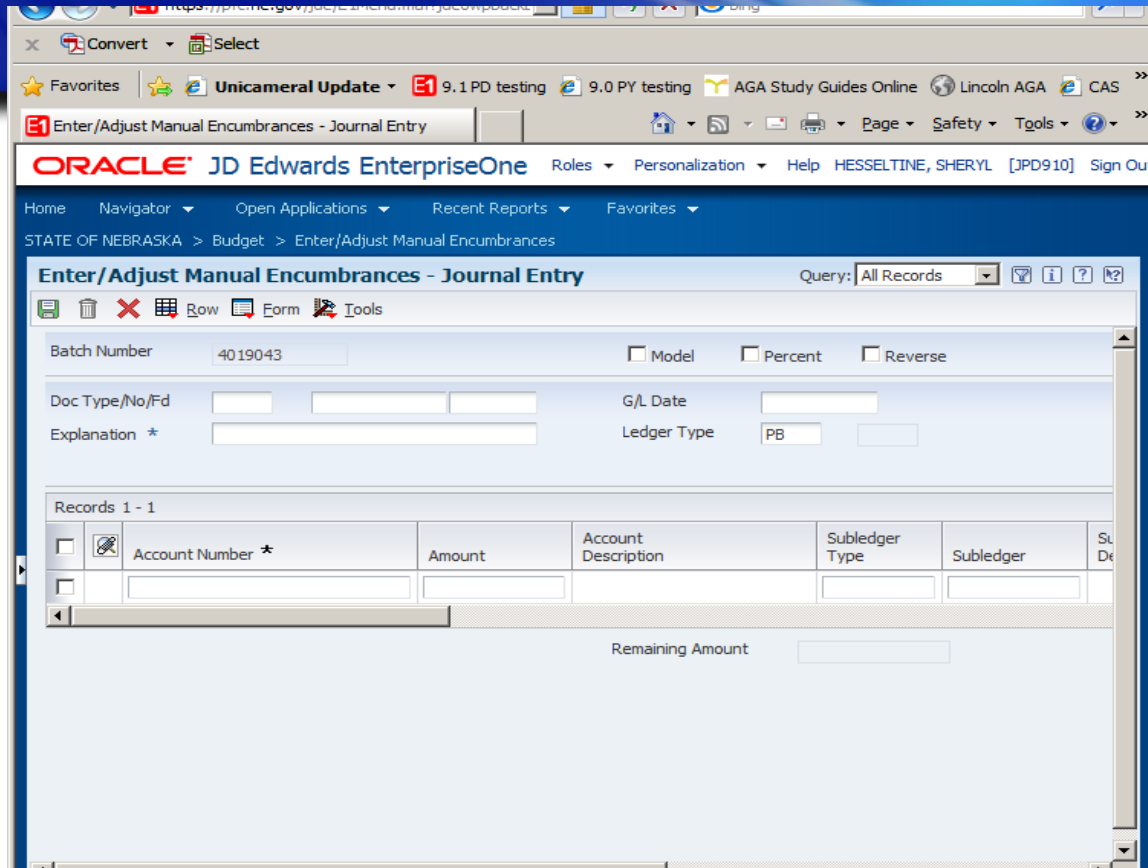 Convert Select
Favorites Unicameral Update 9.1 PD testing 9.0 PY testing AGA Study Guides Online Lincoln AGA CAS »
Enter/Adjust Manual Encumbrances - Journal Entry Page Safety Tools »
ORACLE JD Edwards EnterpriseOne Roles Personalization Help HESSELTINE, SHERYL [JPD910] Sign Ou
Home Navigator Open Applications Recent Reports Favorites
STATE OF NEBRASKA > Budget > Enter/Adjust Manual Encumbrances
Enter/Adjust Manual Encumbrances - Journal Entry Query: All Records
Row Form Tools
Batch Number 4019043 Model Percent Reverse
Doc Type/No/Fd G/L Date
Explanation * Ledger Type PB
Records 1 - 1
Account Number * Amount Account Description Subledger Type Subledger Su De
Remaining Amount